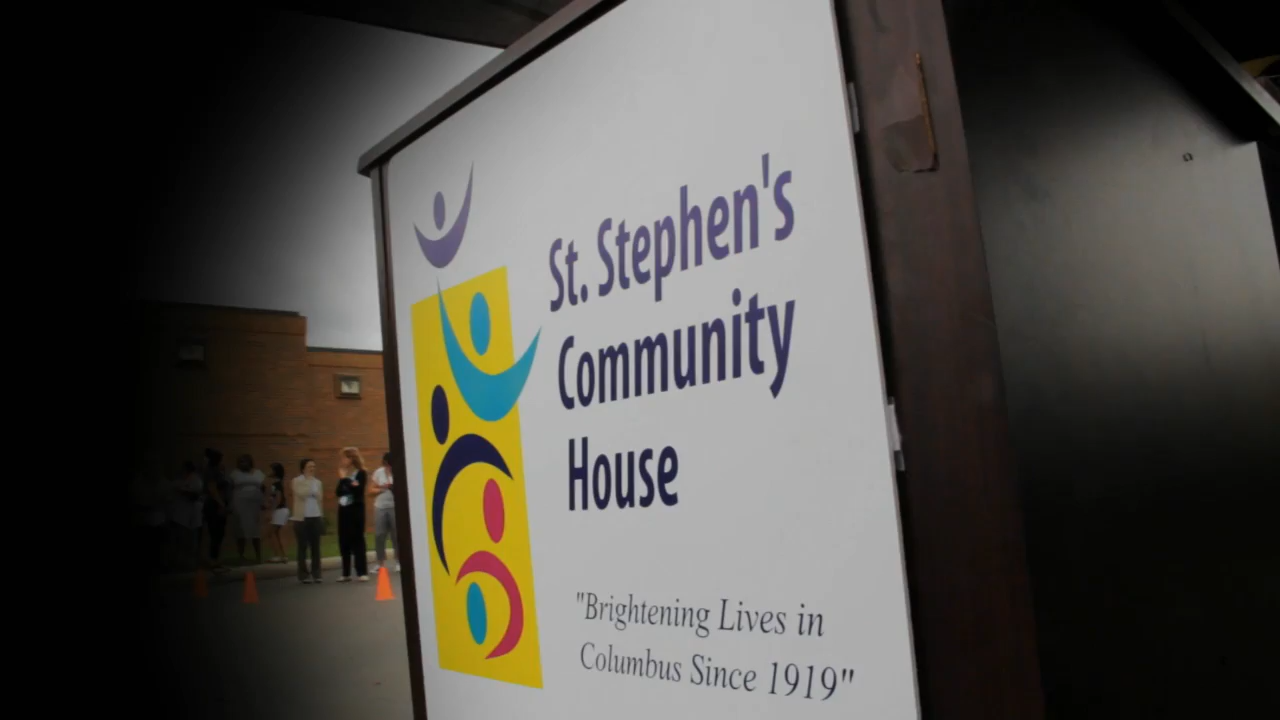 St. Stephen's
Community
House
"Brightening Lives in
Columbus Since 1919"